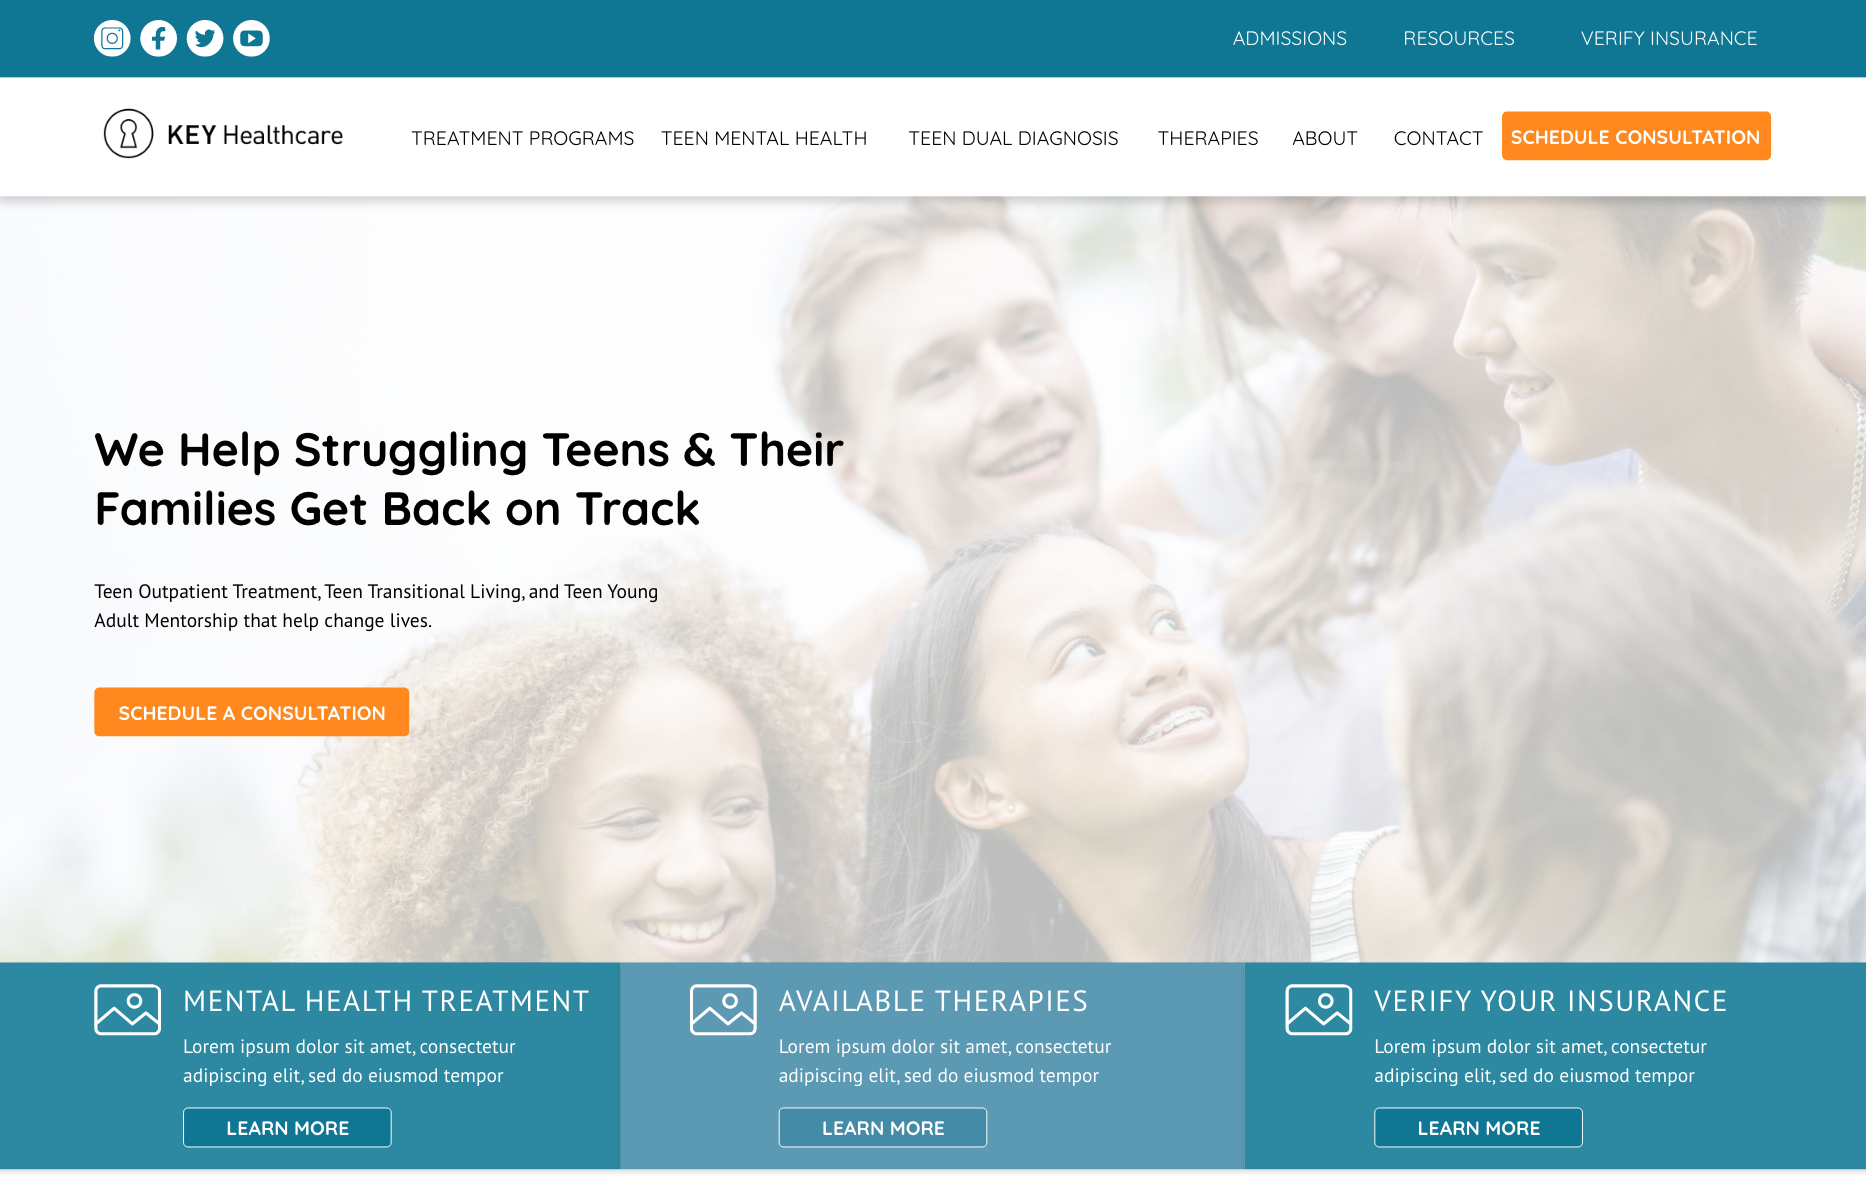 ADMISSIONS RESOURCES VERIFY INSURANCE
KEY Healthcare
TREATMENT PROGRAMS TEEN MENTAL HEALTH TEEN DUAL DIAGNOSIS THERAPIES ABOUT CONTACT SCHEDULE CONSULTATION
We Help Struggling Teens & Their
Families Get Back on Track
Teen Outpatient Treatment, Teen Transitional Living, and Teen Young
Adult Mentorship that help change lives.
SCHEDULE A CONSULTATION
MENTAL HEALTH TREATMENT
Lorem ipsum dolor sit amet, consectetur
adipiscing elit, sed do eiusmod tempor
LEARN MORE
AVAILABLE THERAPIES
Lorem ipsum dolor sit amet, consectetur
adipiscing elit, sed do eiusmod tempor
LEARN MORE
VERIFY YOUR INSURANCE
Lorem ipsum dolor sit amet, consectetur
adipiscing elit, sed do eiusmod tempor
LEARN MORE